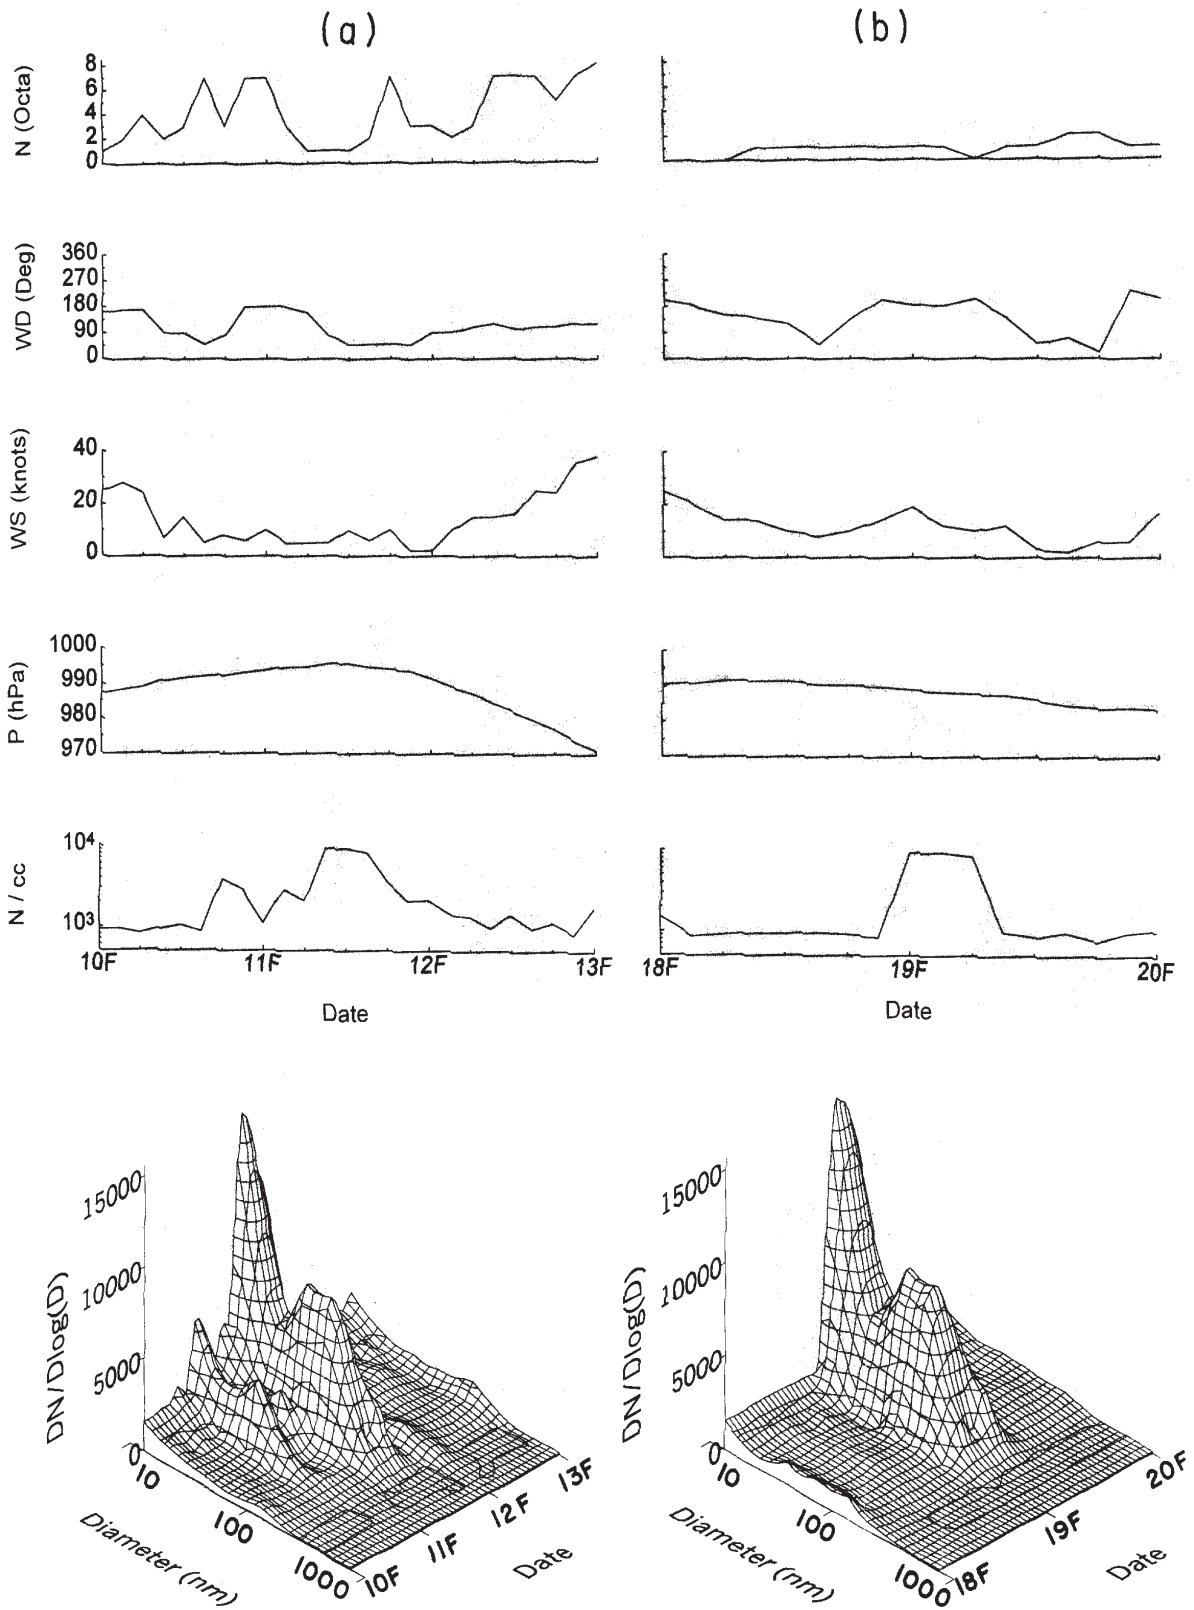 (a)
(b)
N (Octa)
8
6
4
2
0
WD (Deg)
360
270
180
90
0
WS (knots)
40
20
0
P (hPa)
1000
990
980
970
N / cc
10⁴
10³
10F 11F 12F 13F
18F 19F 20F
Date
Date
DN/Dlog(D)
15000
10000
5000
0
10
100
1000
Diameter (nm)
10F
11F
12F
13F
Date
DN/Dlog(D)
15000
10000
5000
0
10
100
1000
Diameter (nm)
18F
19F
20F
Date